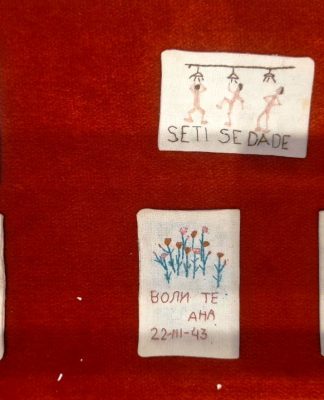 SETI SE DADE
ВОЛИ ТЕ
АНА
22-III-43